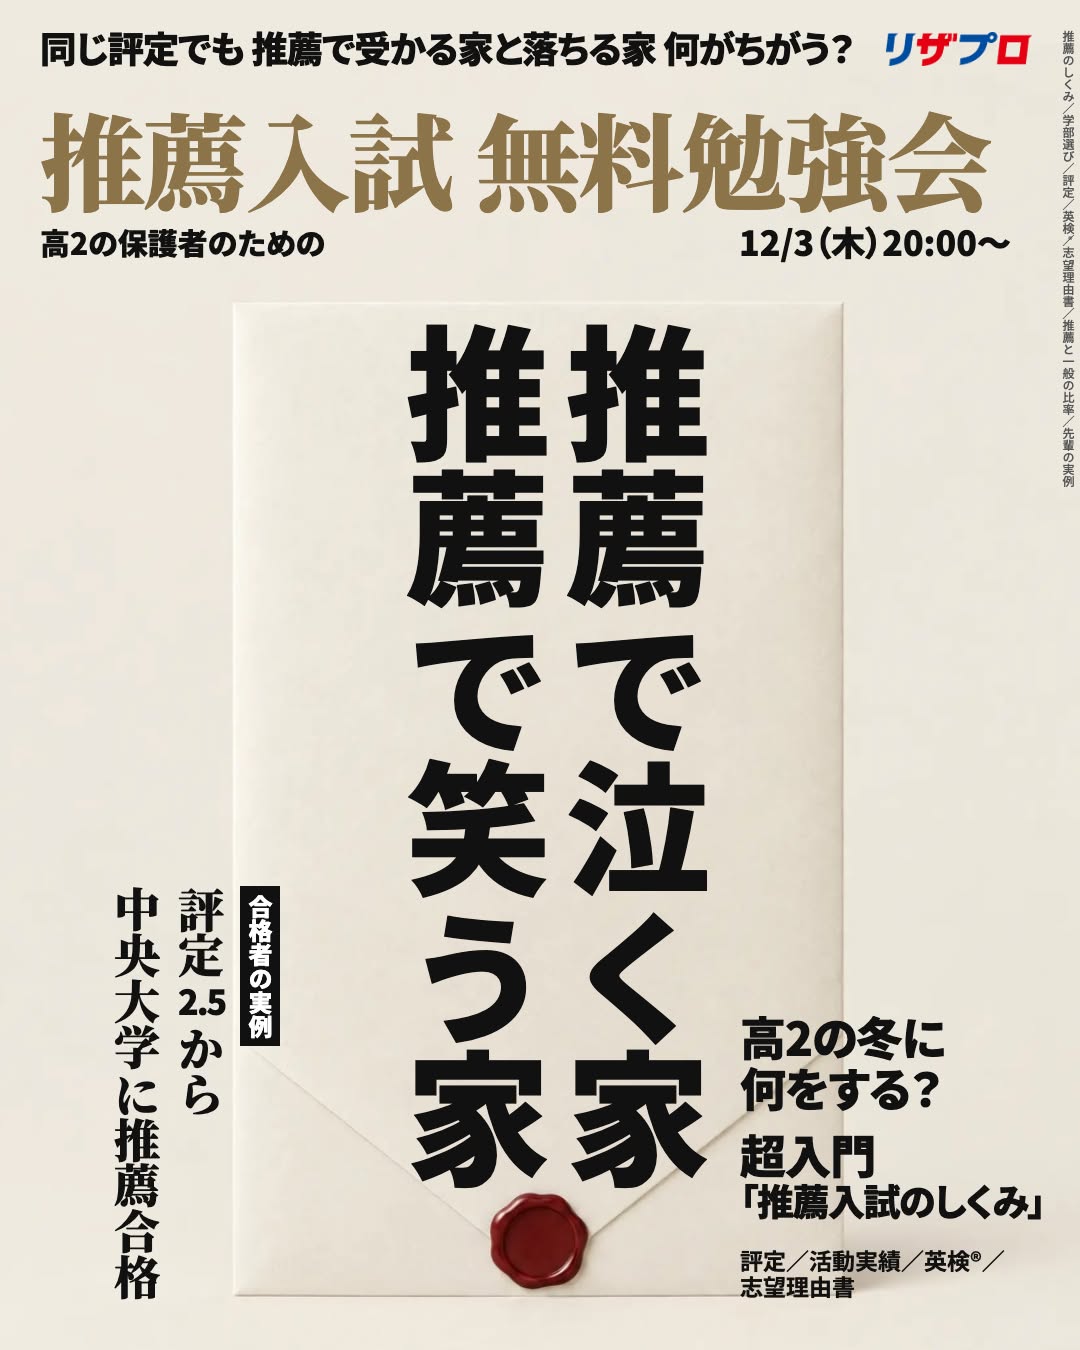 同じ評定でも 推薦で受かる家と落ちる家 何がちがう？
リザプロ
推薦入試 無料勉強会
高2の保護者のための
12/3（木）20:00〜
推薦のしくみ／学部選び／評定／英検®／志望理由書／推薦と一般の比率／先輩の実例
推薦で泣く家
推薦で笑う家
合格者の実例
評定2.5から
中央大学に推薦合格
高2の冬に
何をする？
超入門
「推薦入試のしくみ」
評定／活動実績／英検®／
志望理由書